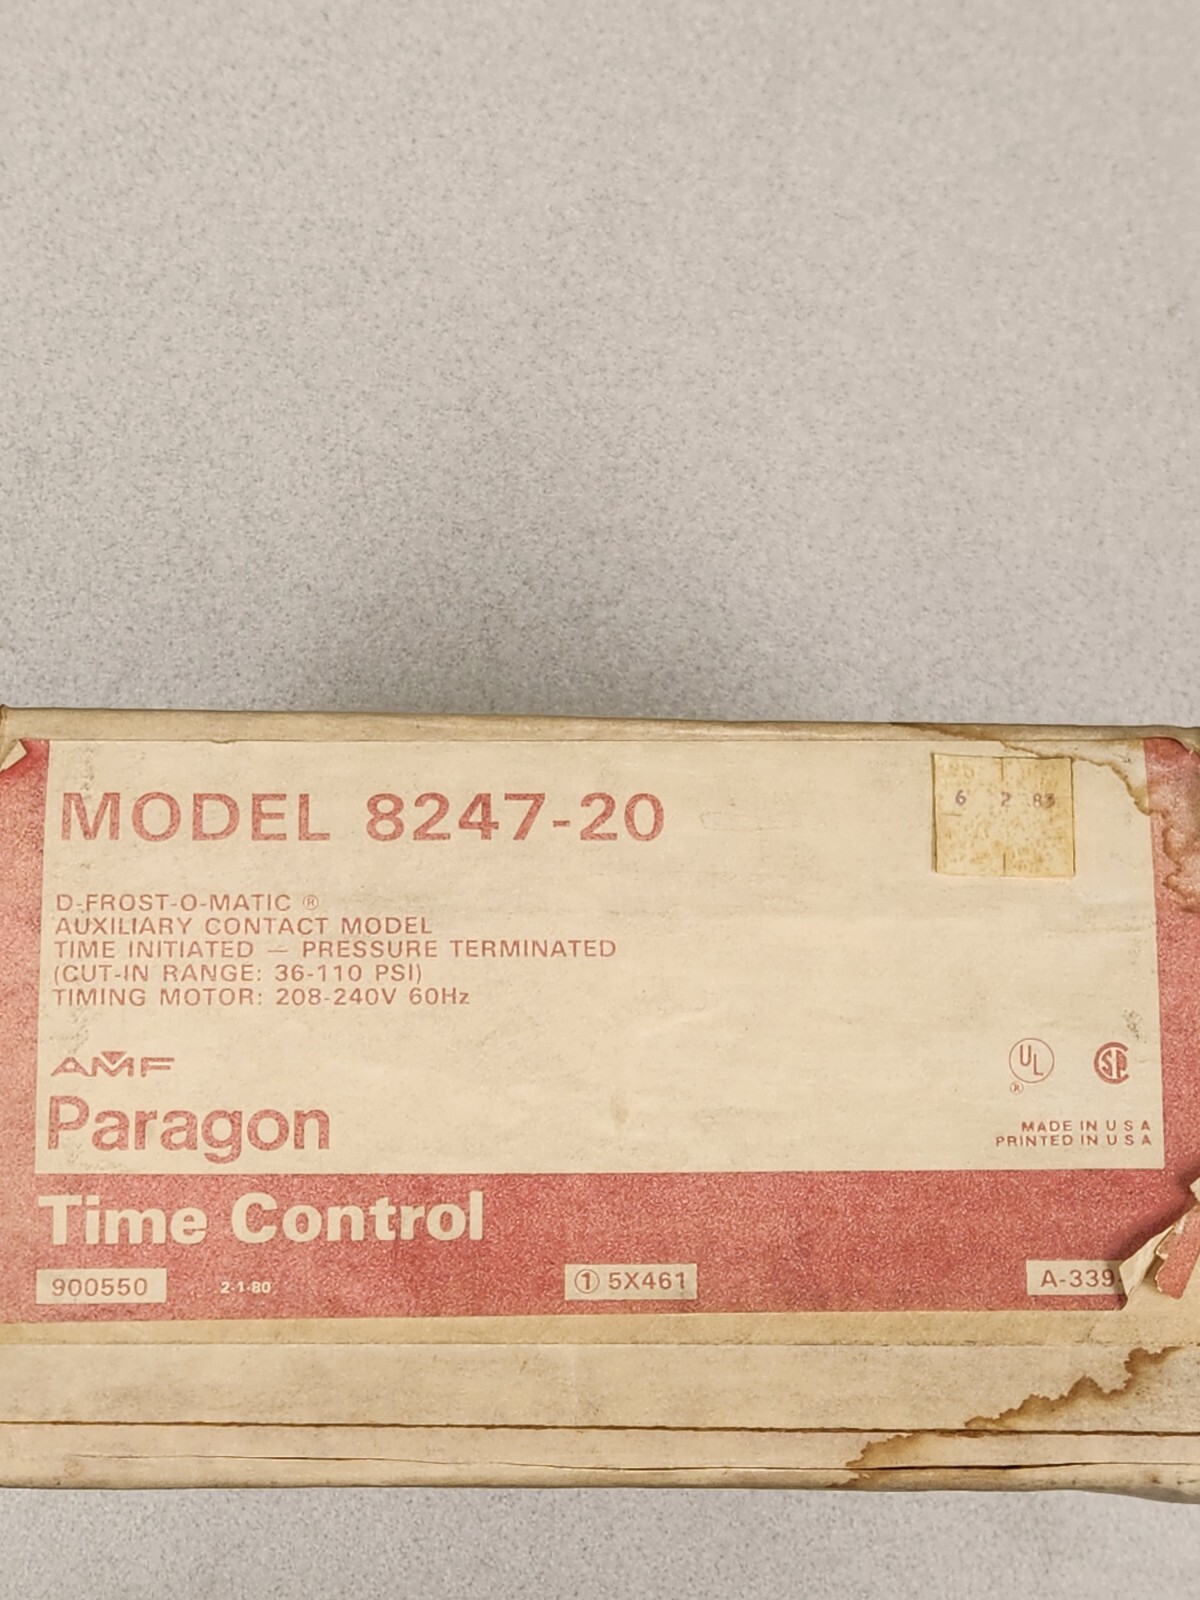 MODEL 8247-20
6 2 83
D-FROST-O-MATIC ®
AUXILIARY CONTACT MODEL
TIME INITIATED — PRESSURE TERMINATED
(CUT-IN RANGE: 36-110 PSI)
TIMING MOTOR: 208-240V 60Hz
AMF
Paragon
UL
®
SP
MADE IN U S A
PRINTED IN U S A
Time Control
900550
2-1-80
① 5X461
A-339